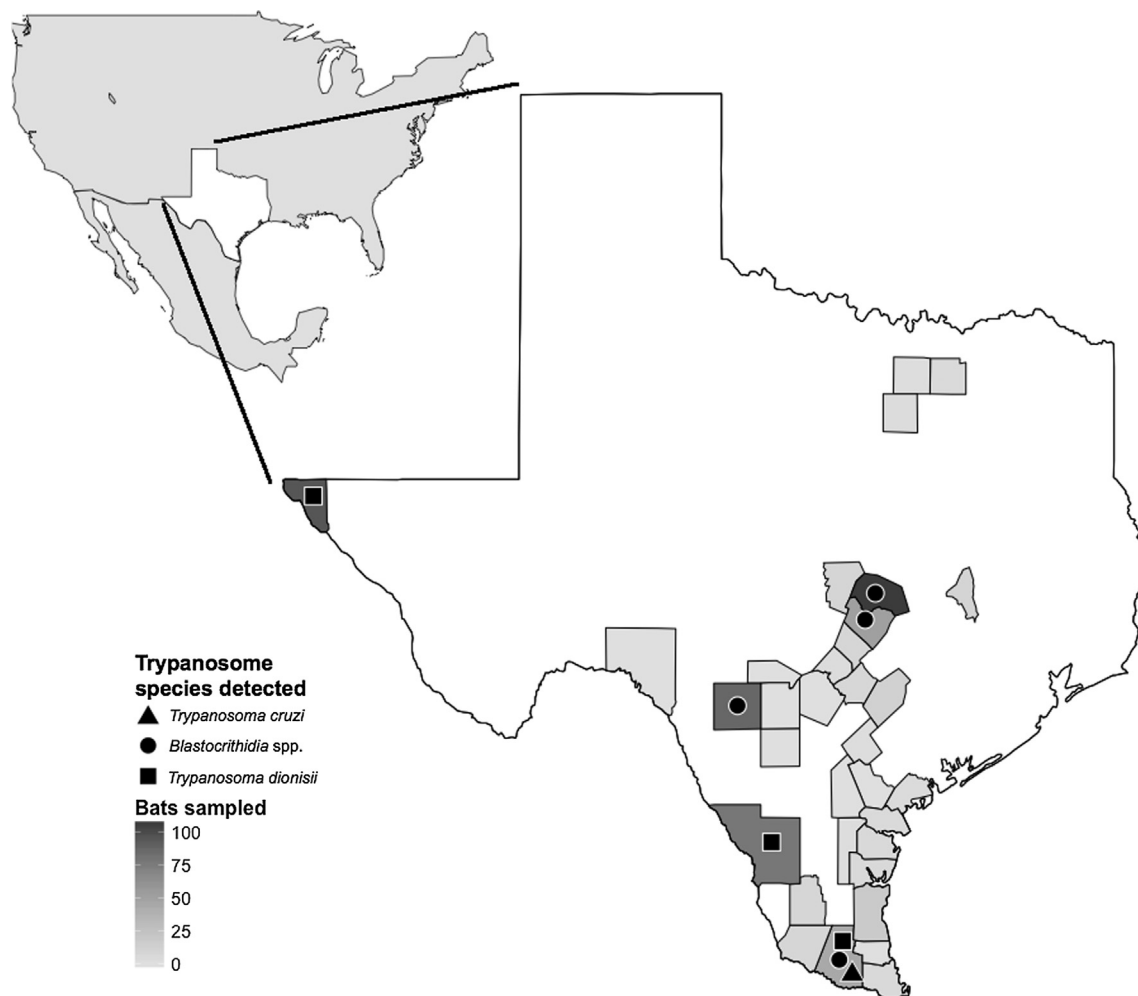 Trypanosome
species detected
Trypanosoma cruzi
Blastocrithidia spp.
Trypanosoma dionisii
Bats sampled
100
75
50
25
0